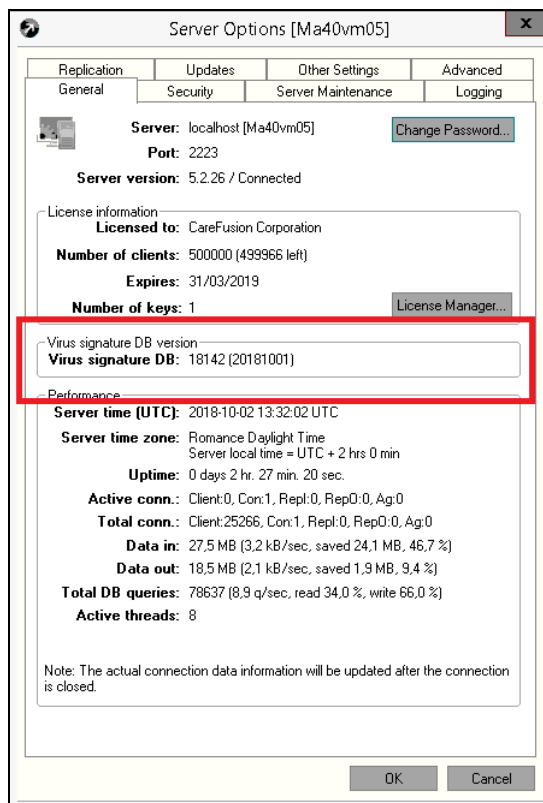 Server Options [Ma40vm05]
x
Replication
Updates
Other Settings
Advanced
General
Security
Server Maintenance
Logging
Server: localhost [Ma40vm05]
Change Password...
Port: 2223
Server version: 5.2.26 / Connected
License information
Licensed to: CareFusion Corporation
Number of clients: 500000 (499966 left)
Expires: 31/03/2019
Number of keys: 1
License Manager...
Virus signature DB version
Virus signature DB: 18142 (20181001)
Performance
Server time (UTC): 2018-10-02 13:32:02 UTC
Server time zone: Romance Daylight Time
Server local time = UTC + 2 hrs 0 min
Uptime: 0 days 2 hr. 27 min. 20 sec.
Active conn.: Client:0, Con:1, Repl:0, RepO:0, Ag:0
Total conn.: Client:25266, Con:1, Repl:0, RepO:0, Ag:0
Data in: 27,5 MB (3,2 kB/sec, saved 24,1 MB, 46,7 %)
Data out: 18,5 MB (2,1 kB/sec, saved 1,9 MB, 9,4 %)
Total DB queries: 78637 (8,9 q/sec, read 34,0 %, write 66,0 %)
Active threads: 8
Note: The actual connection data information will be updated after the connection
is closed.
OK
Cancel